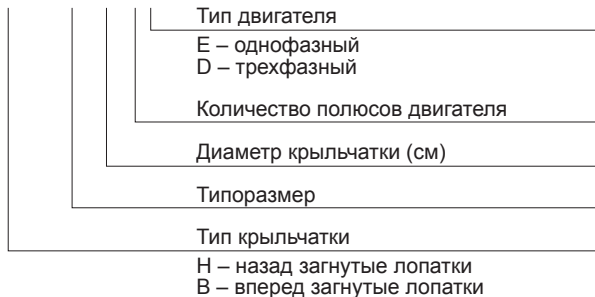 Тип двигателя
E – однофазный
D – трехфазный
Количество полюсов двигателя
Диаметр крыльчатки (см)
Типоразмер
Тип крыльчатки
Н – назад загнутые лопатки
В – вперед загнутые лопатки